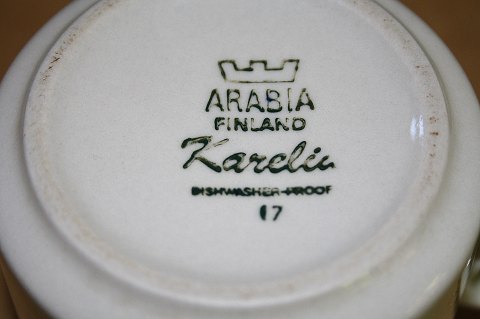 ARABIA
FINLAND
Karelia
DISHWASHER-PROOF
17